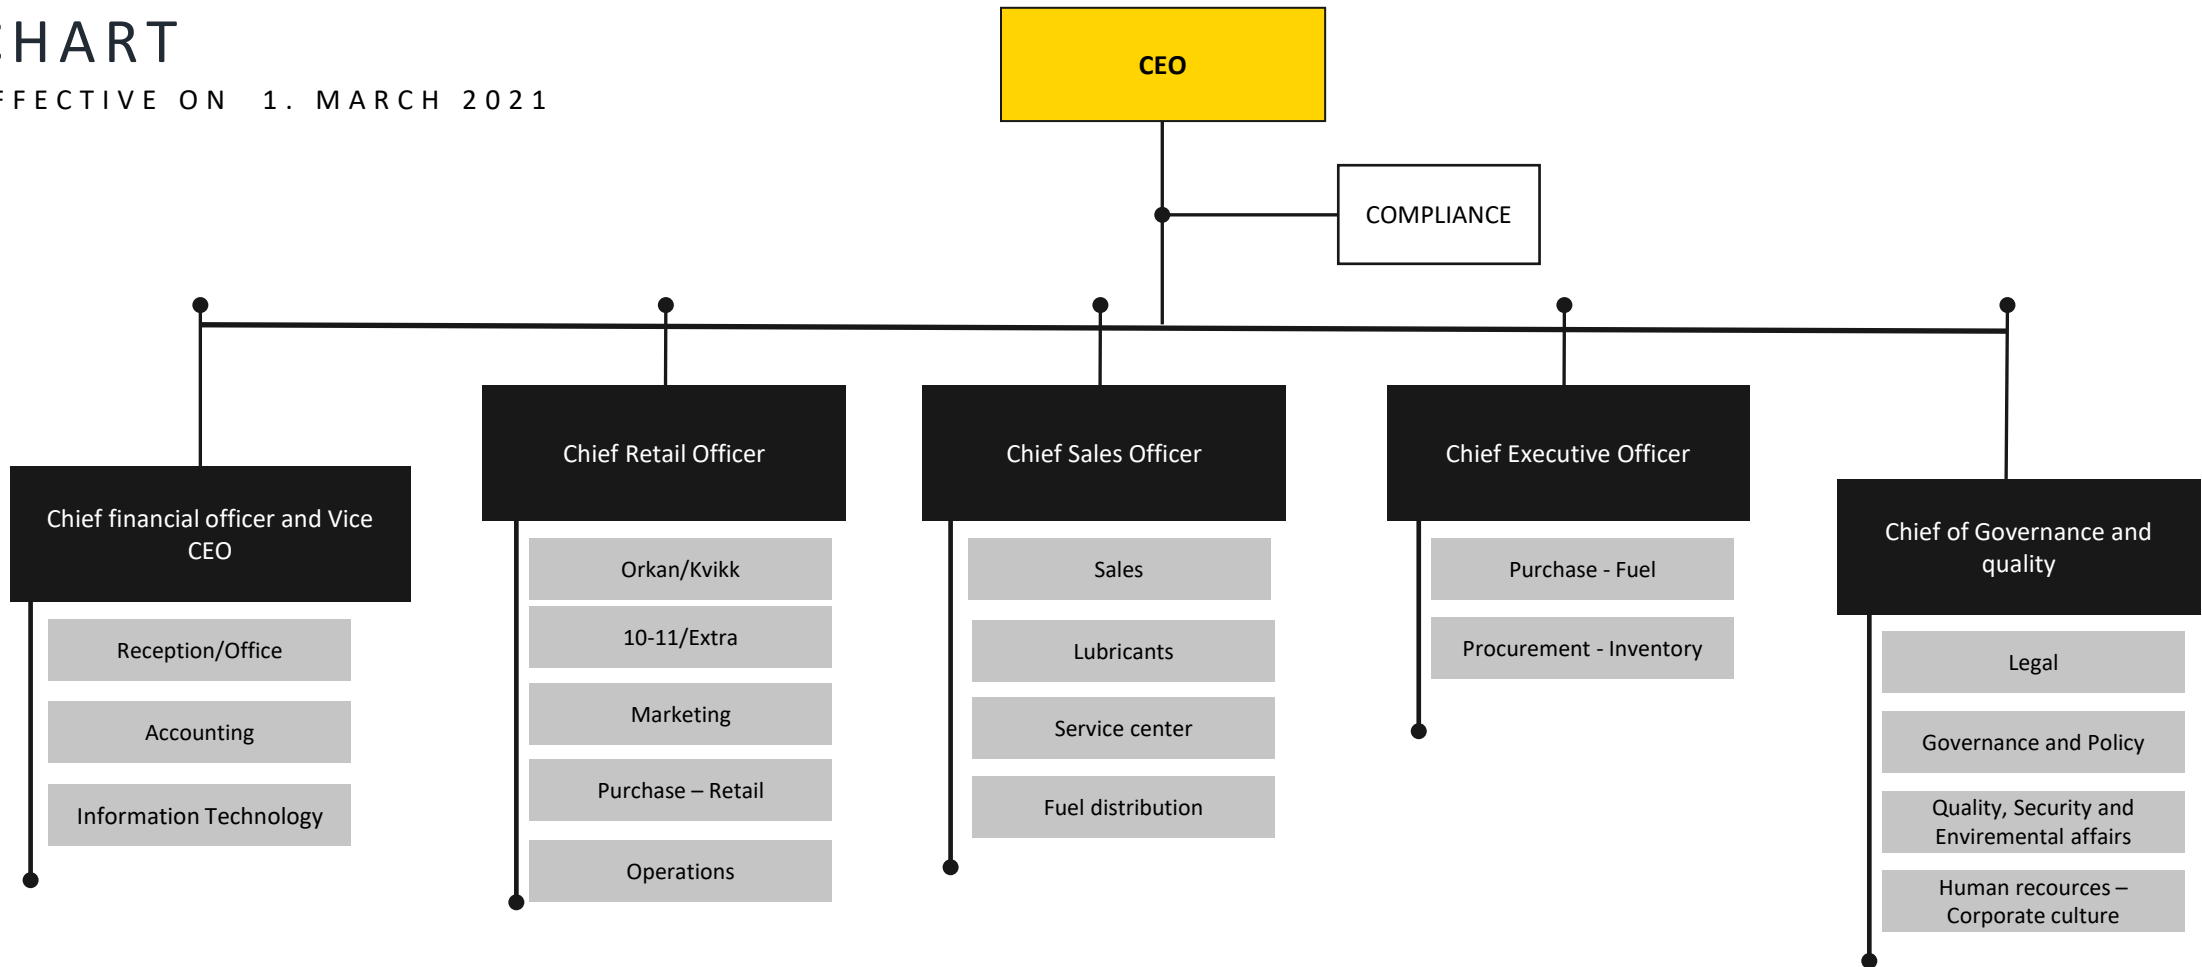 CHART
EFFECTIVE ON 1. MARCH 2021
CEO
COMPLIANCE
Chief financial officer and Vice
CEO
Reception/Office
Accounting
Information Technology
Chief Retail Officer
Orkan/Kvikk
10-11/Extra
Marketing
Purchase – Retail
Operations
Chief Sales Officer
Sales
Lubricants
Service center
Fuel distribution
Chief Executive Officer
Purchase - Fuel
Procurement - Inventory
Chief of Governance and
quality
Legal
Governance and Policy
Quality, Security and
Enviremental affairs
Human recources –
Corporate culture